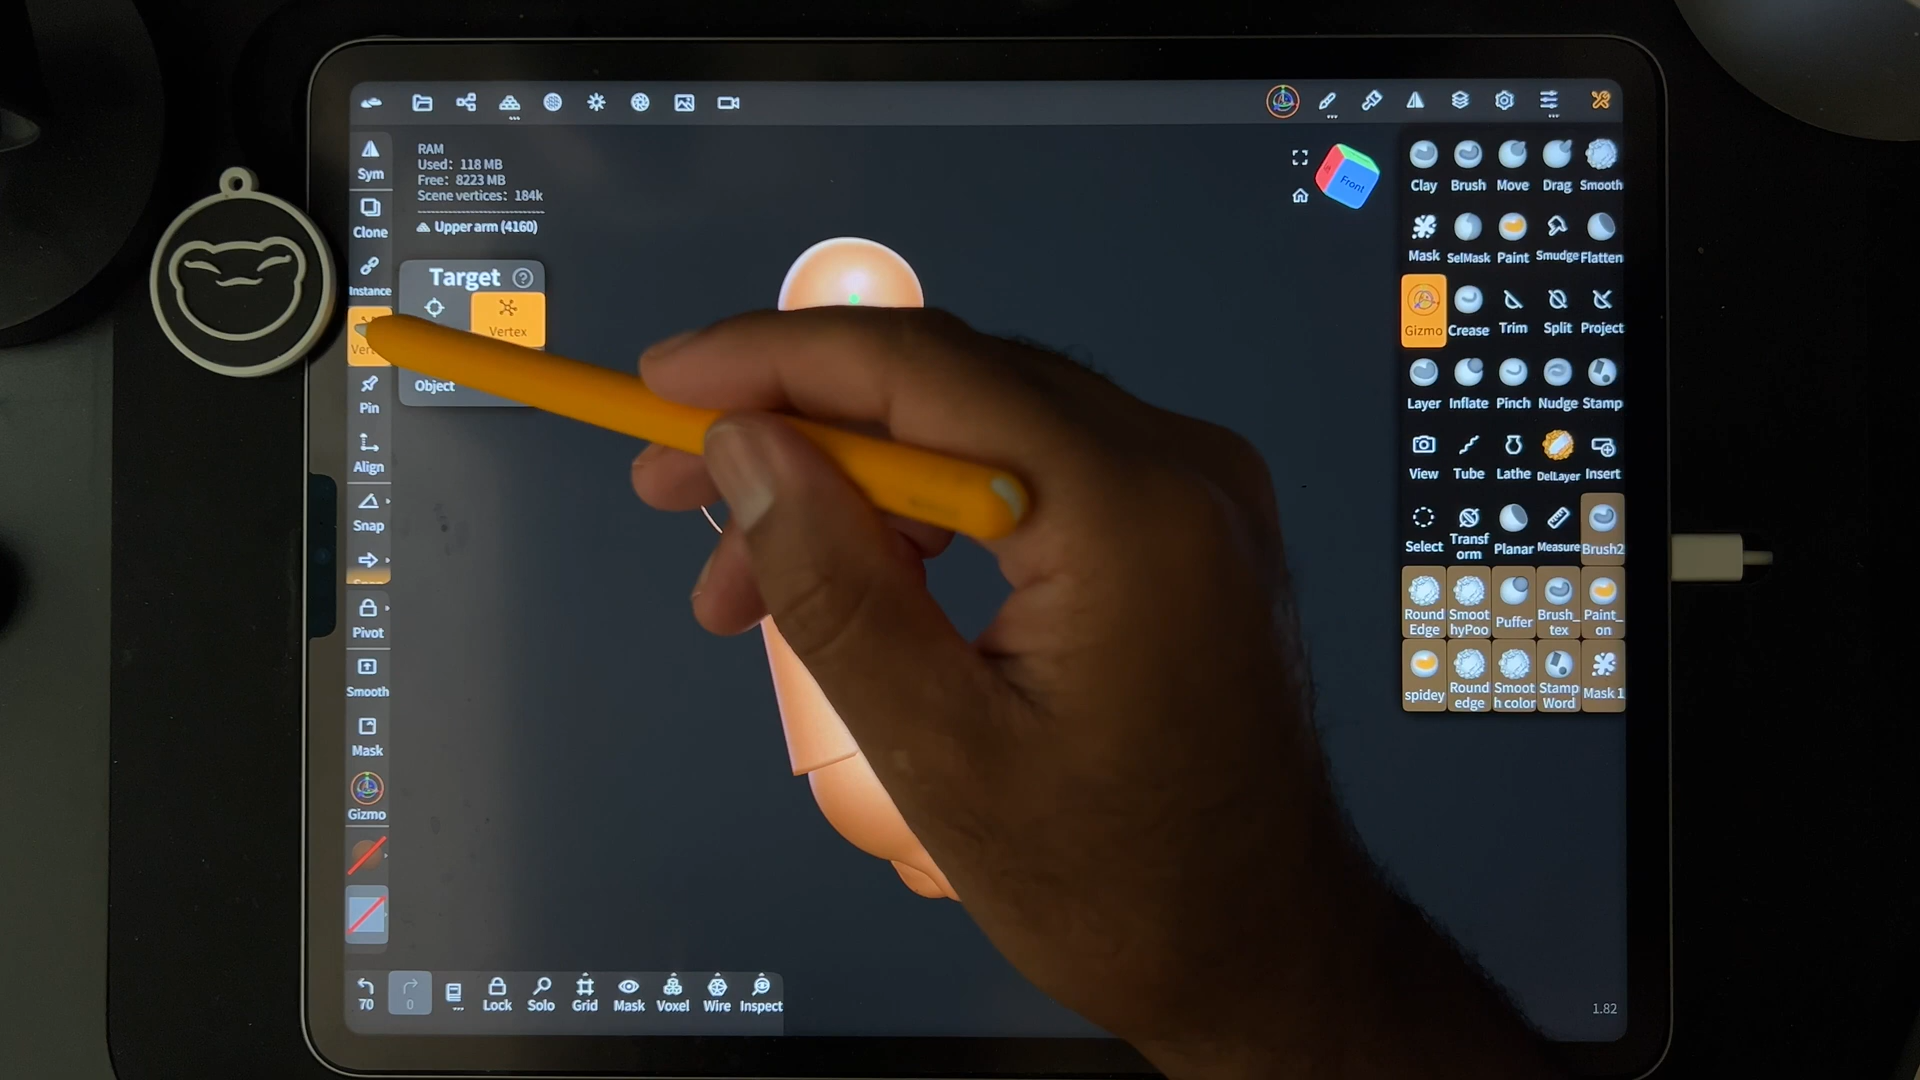 RAM
Used: 118 MB
Free: 8223 MB
Scene vertices: 184k
Upper arm (4160)
Front
Sym
Clone
Instance
Pin
Align
Snap
Pivot
Smooth
Mask
Gizmo
Target ?
Vertex
Object
Clay Brush Move Drag Smooth
Mask SelMask Paint Smudge Flatten
Gizmo Crease Trim Split Project
Layer Inflate Pinch Nudge Stamp
View Tube Lathe DelLayer Insert
Select Transf
orm Planar Measure Brush2
Round
Edge Smoot
hyPoo Puffer Brush_
tex Paint_
on
spidey Round
edge Smoot
h color Stamp
Word Mask 1
70 0 Lock Solo Grid Mask Voxel Wire Inspect
1.82